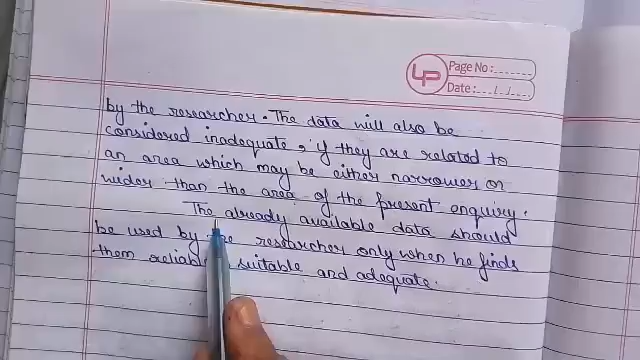 LP
Page No:
Date: / /
by the researcher. The data will also be
considered inadequate, if they are related to
an area which may be either narrower or
wider than the area of the present enquiry.
The already available data should
be used by the researcher only when he finds
them reliable suitable and adequate.